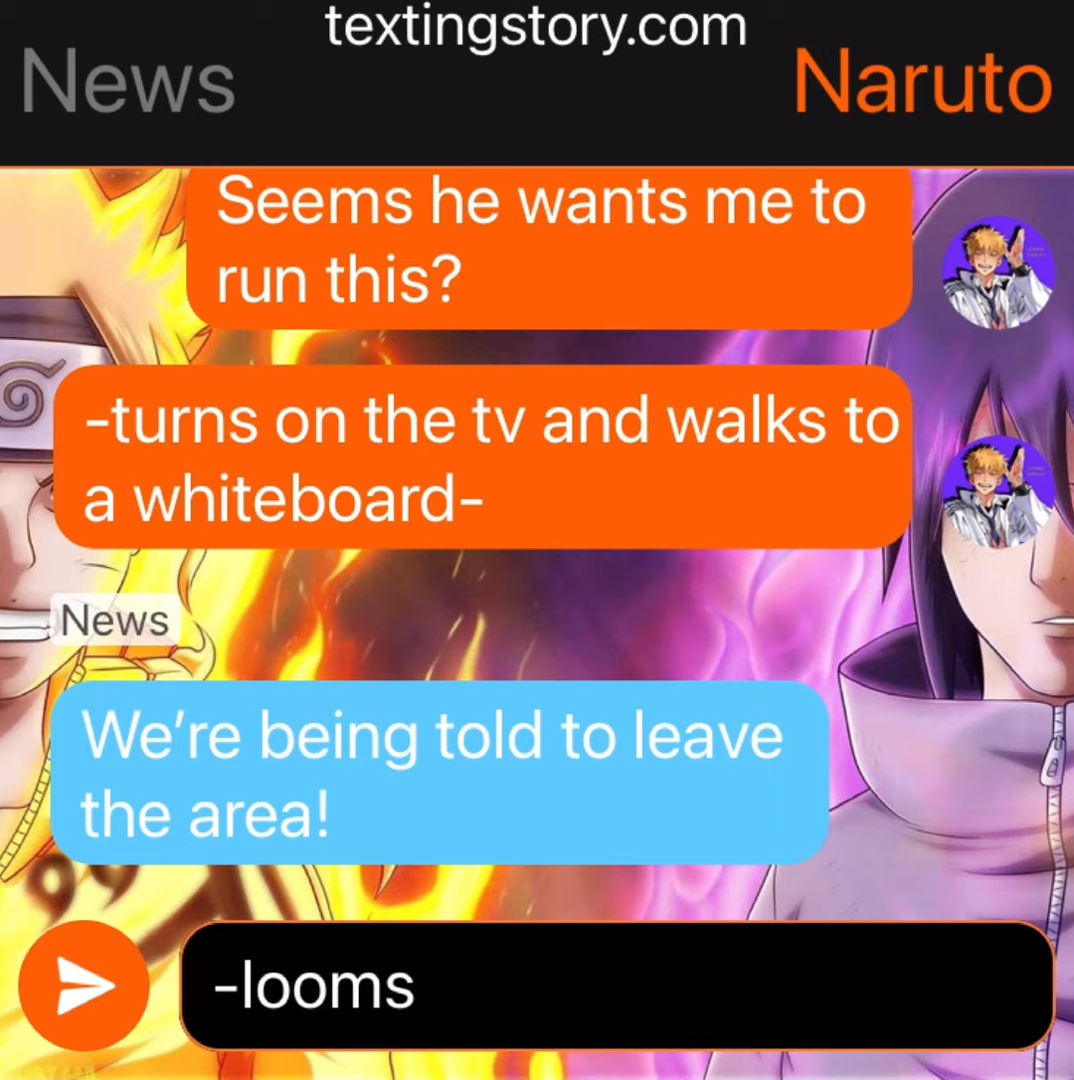 textingstory.com
News
Naruto
Seems he wants me to
run this?
-turns on the tv and walks to
a whiteboard-
News
We’re being told to leave
the area!
-looms